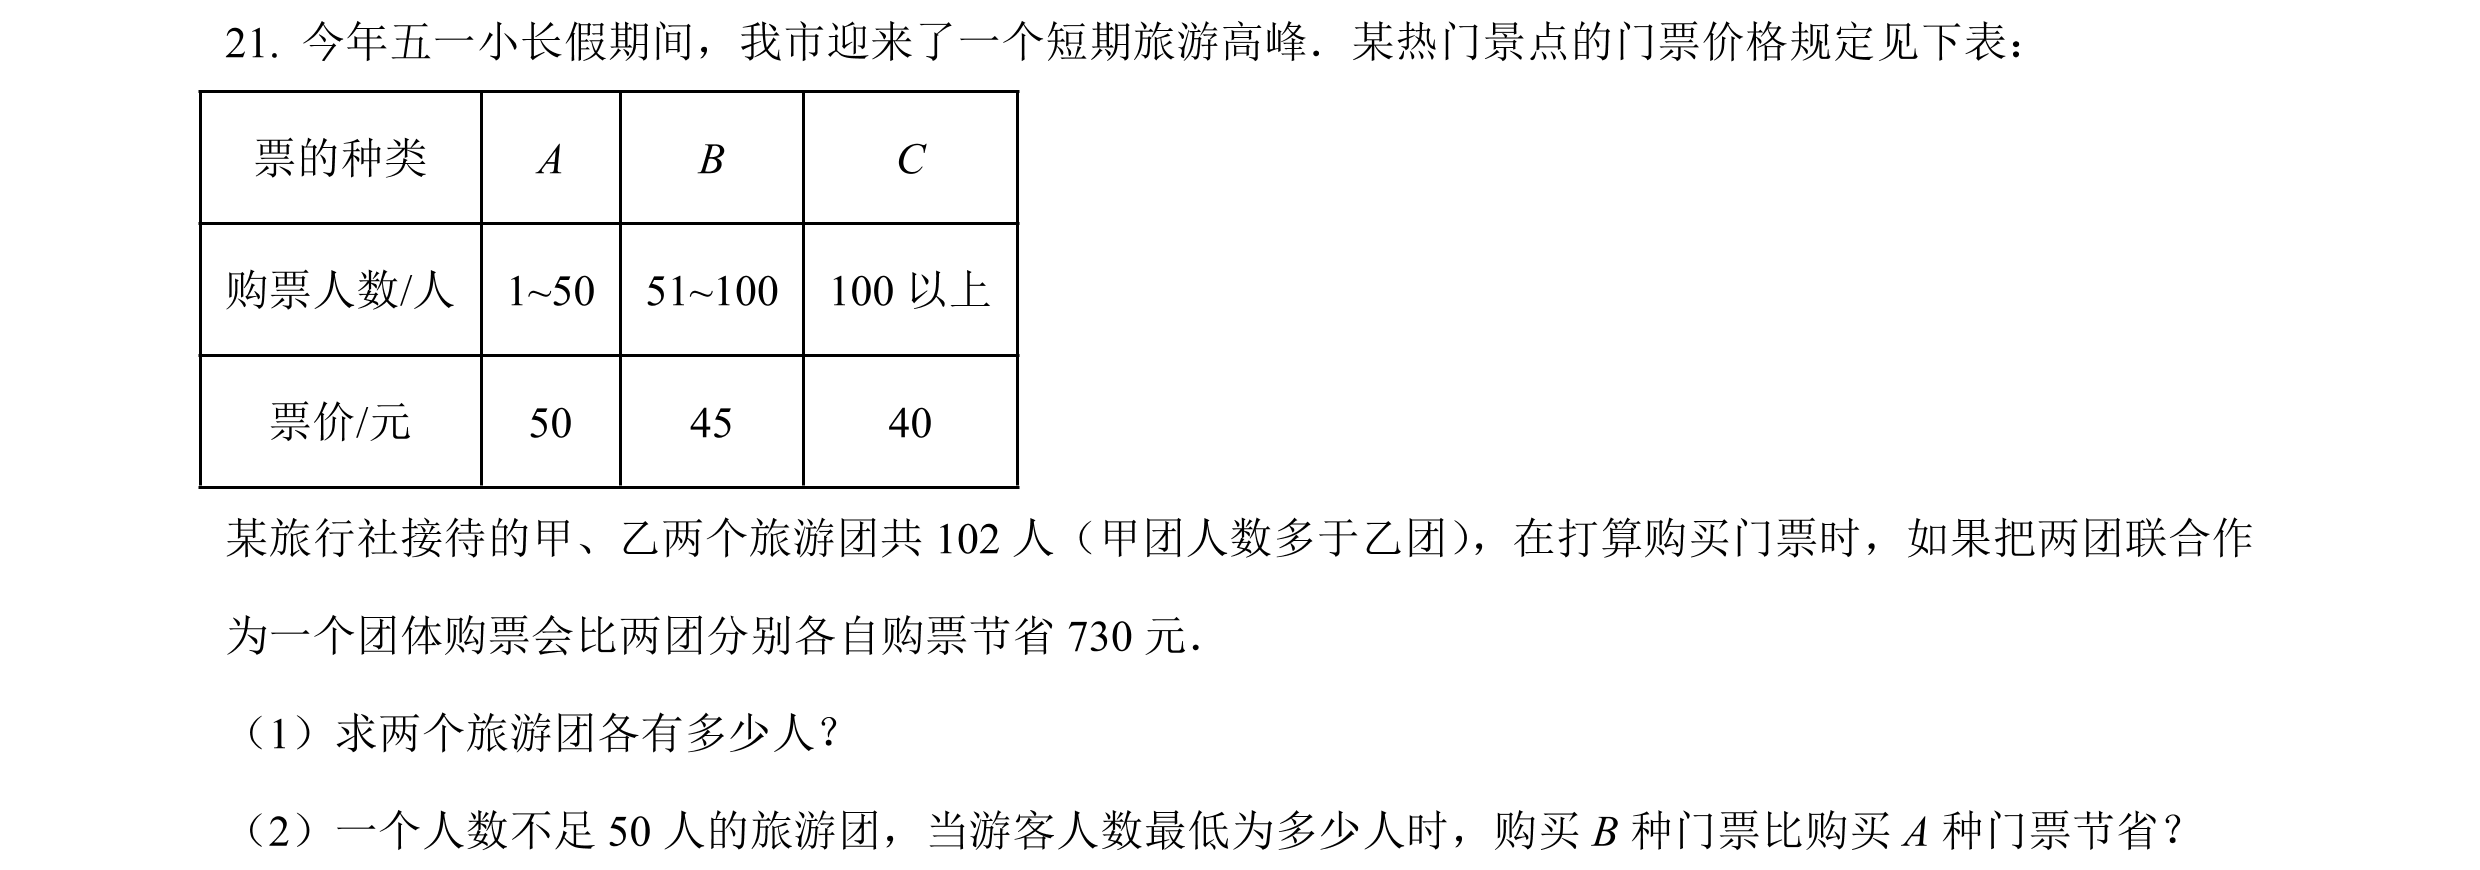 21. 今年五一小长假期间，我市迎来了一个短期旅游高峰．某热门景点的门票价格规定见下表：
票的种类 A B C
购票人数/人 1~50 51~100 100 以上
票价/元 50 45 40
某旅行社接待的甲、乙两个旅游团共 102 人（甲团人数多于乙团），在打算购买门票时，如果把两团联合作
为一个团体购票会比两团分别各自购票节省 730 元．
（1）求两个旅游团各有多少人？
（2）一个人数不足 50 人的旅游团，当游客人数最低为多少人时，购买 B 种门票比购买 A 种门票节省？